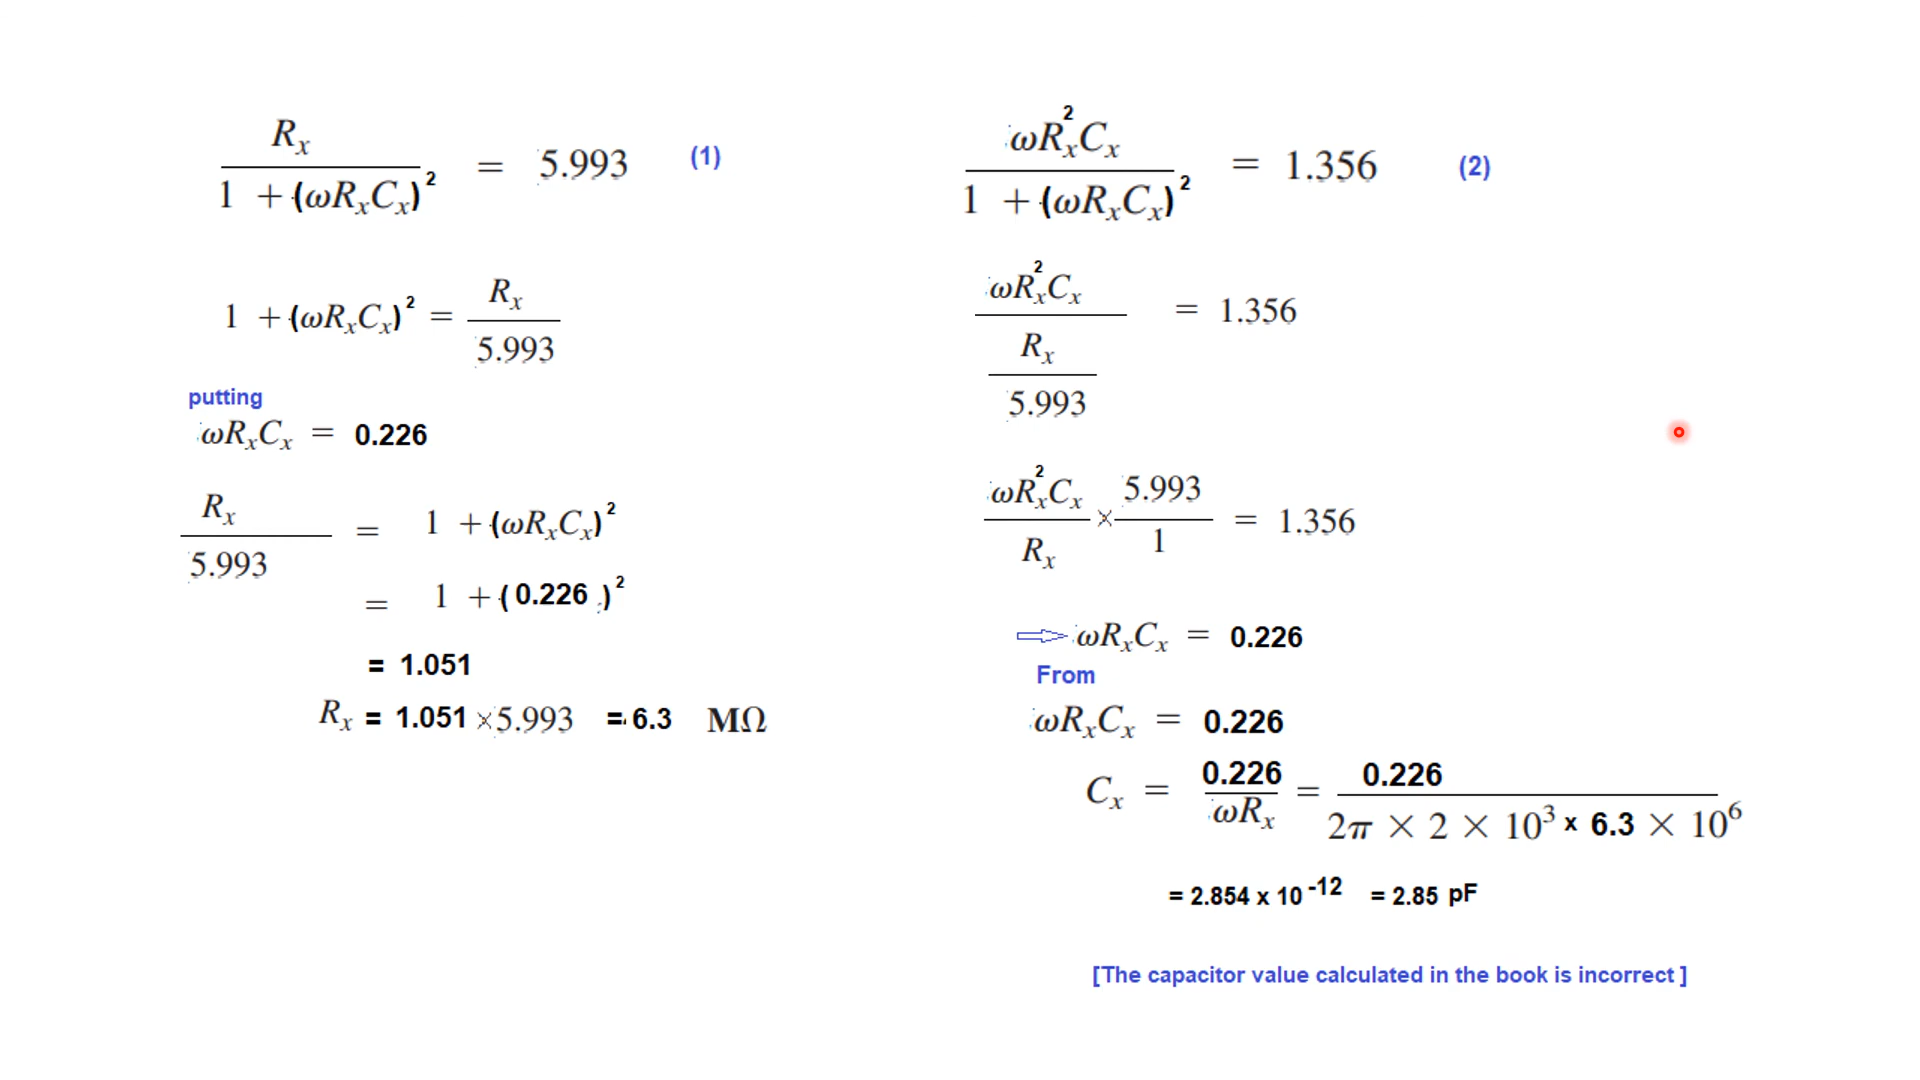 Rx / 1 + (ωRxCx)² = 5.993 (1)
1 + (ωRxCx)² = Rx / 5.993
putting
ωRxCx = 0.226
Rx / 5.993 = 1 + (ωRxCx)²
= 1 + ( 0.226 )²
= 1.051
Rx = 1.051 × 5.993 = 6.3 MΩ
ωRx²Cx / 1 + (ωRxCx)² = 1.356 (2)
ωRx²Cx / Rx / 5.993 = 1.356
ωRx²Cx / Rx × 5.993 / 1 = 1.356
⇒ ωRxCx = 0.226
From
ωRxCx = 0.226
Cx = 0.226 / ωRx = 0.226 / 2π × 2 × 10³ x 6.3 × 10⁶
= 2.854 x 10⁻¹² = 2.85 pF
[The capacitor value calculated in the book is incorrect ]